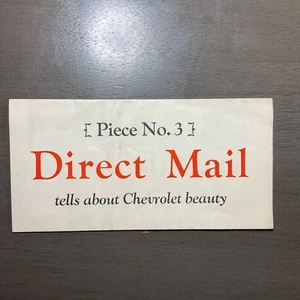 [ Piece No. 3 ]
Direct Mail
tells about Chevrolet beauty